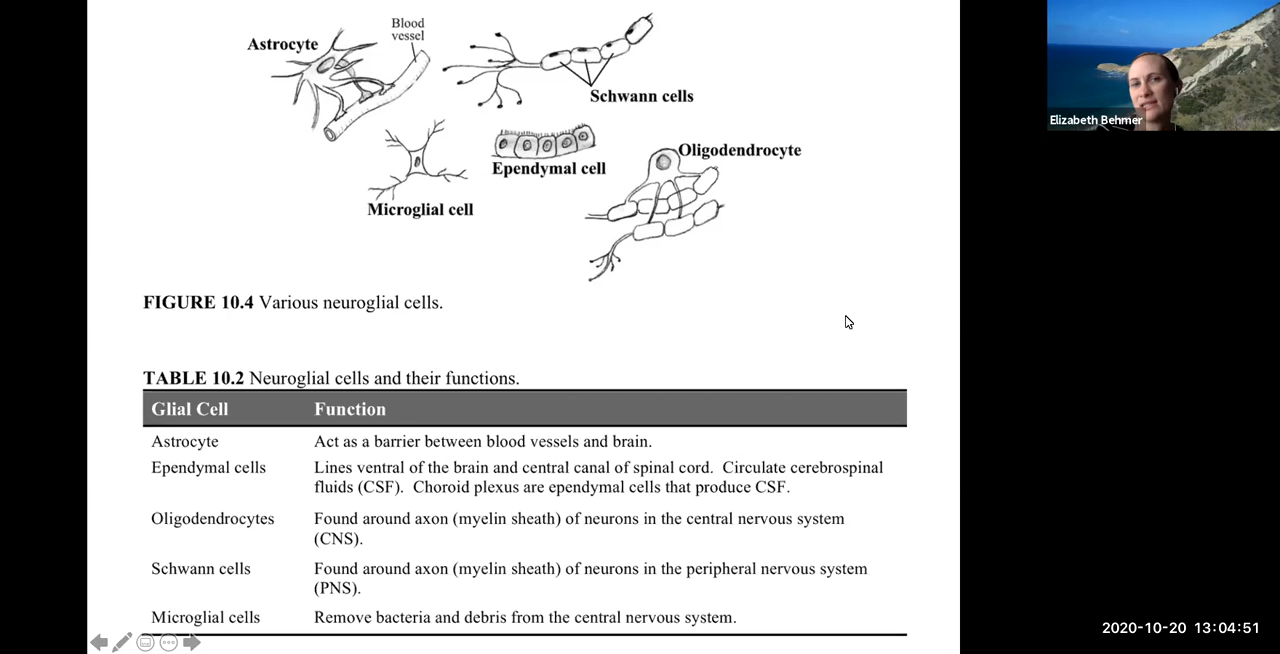 Blood
vessel
Astrocyte
Schwann cells
Ependymal cell
Oligodendrocyte
Microglial cell
FIGURE 10.4 Various neuroglial cells.
TABLE 10.2 Neuroglial cells and their functions.
Glial Cell Function
Astrocyte Act as a barrier between blood vessels and brain.
Ependymal cells Lines ventral of the brain and central canal of spinal cord. Circulate cerebrospinal
fluids (CSF). Choroid plexus are ependymal cells that produce CSF.
Oligodendrocytes Found around axon (myelin sheath) of neurons in the central nervous system
(CNS).
Schwann cells Found around axon (myelin sheath) of neurons in the peripheral nervous system
(PNS).
Microglial cells Remove bacteria and debris from the central nervous system.
Elizabeth Behmer
2020-10-20 13:04:51